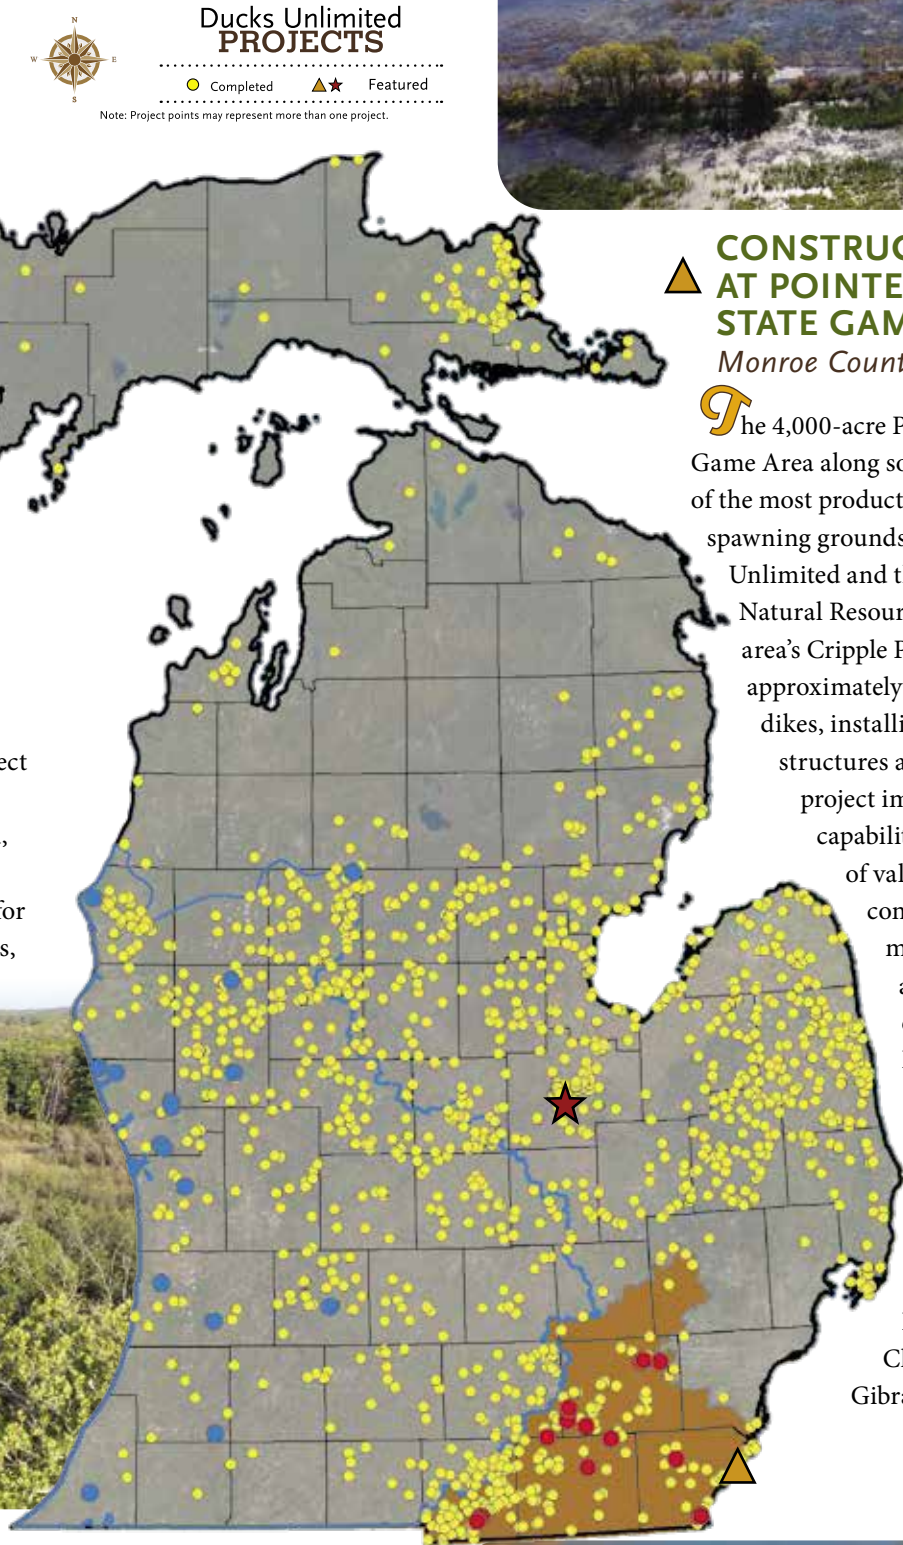 N
W
E
S
Ducks Unlimited
PROJECTS
Completed
Featured
Note: Project points may represent more than one project.
CONSTRUC
AT POINTE
STATE GAM
Monroe Count
The 4,000-acre P
Game Area along so
of the most product
spawning grounds
Unlimited and t
Natural Resour
area's Cripple P
approximately
dikes, installi
structures a
project im
capabilit
of val
con
m
a
Cl
Gibra
ect
,
for
s,